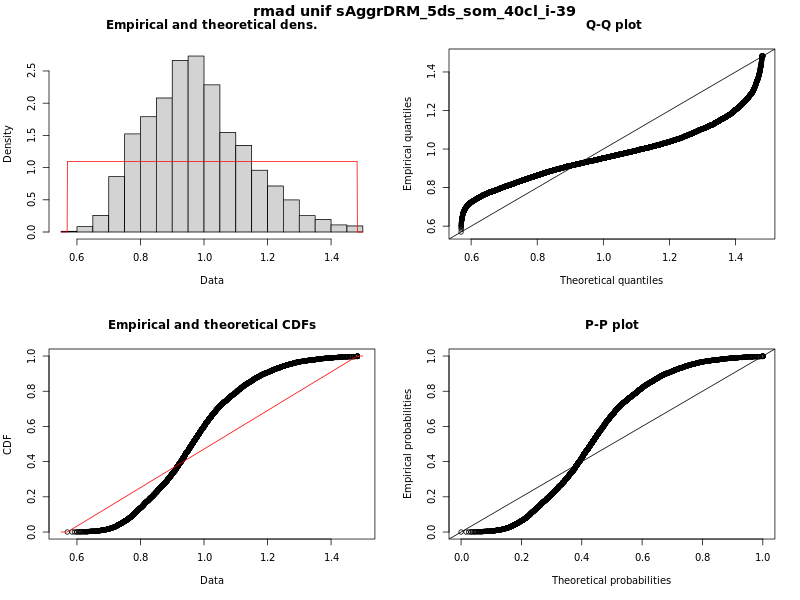 rmad unif sAggrDRM_5ds_som_40cl_i-39
Empirical and theoretical dens.
Density
0.0 0.5 1.0 1.5 2.0 2.5
0.6 0.8 1.0 1.2 1.4
Data
Q-Q plot
Empirical quantiles
0.6 0.8 1.0 1.2 1.4
0.6 0.8 1.0 1.2 1.4
Theoretical quantiles
Empirical and theoretical CDFs
CDF
0.0 0.2 0.4 0.6 0.8 1.0
0.6 0.8 1.0 1.2 1.4
Data
P-P plot
Empirical probabilities
0.0 0.2 0.4 0.6 0.8 1.0
0.0 0.2 0.4 0.6 0.8 1.0
Theoretical probabilities